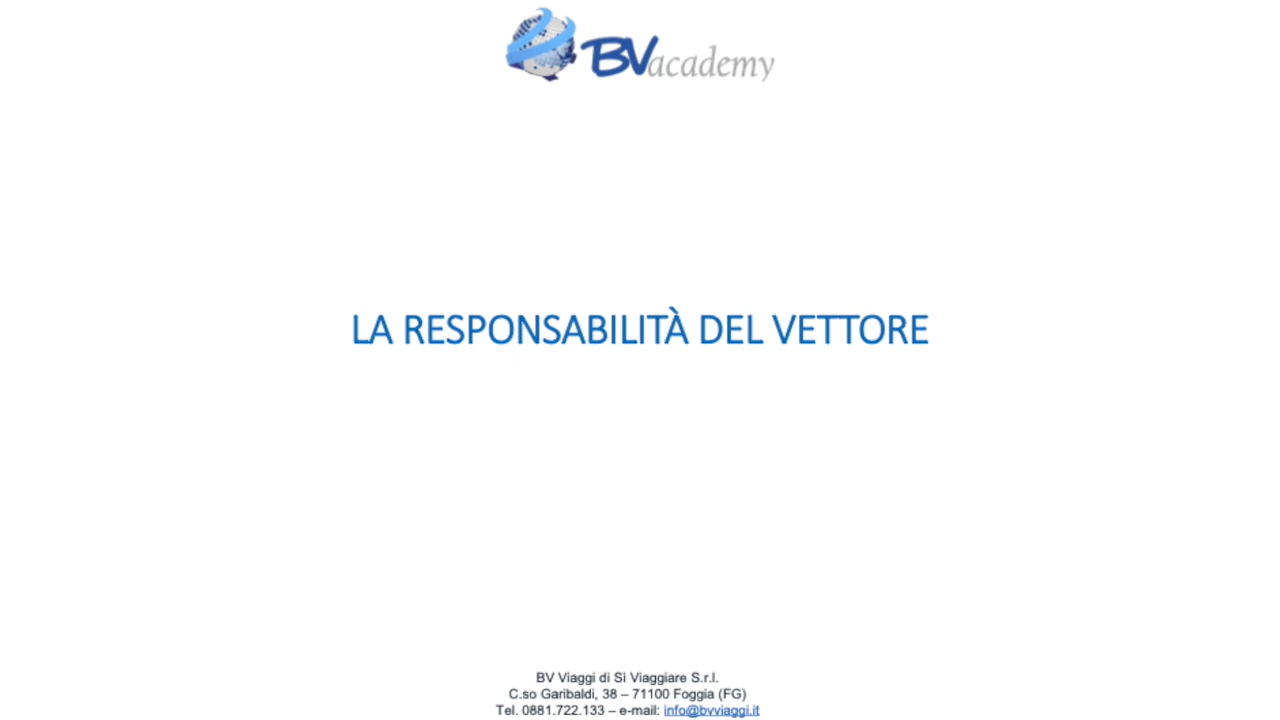 BVacademy
LA RESPONSABILITÀ DEL VETTORE
BV Viaggi di Sì Viaggiare S.r.l.
C.so Garibaldi, 38 – 71100 Foggia (FG)
Tel. 0881.722.133 – e-mail: info@bvviaggi.it